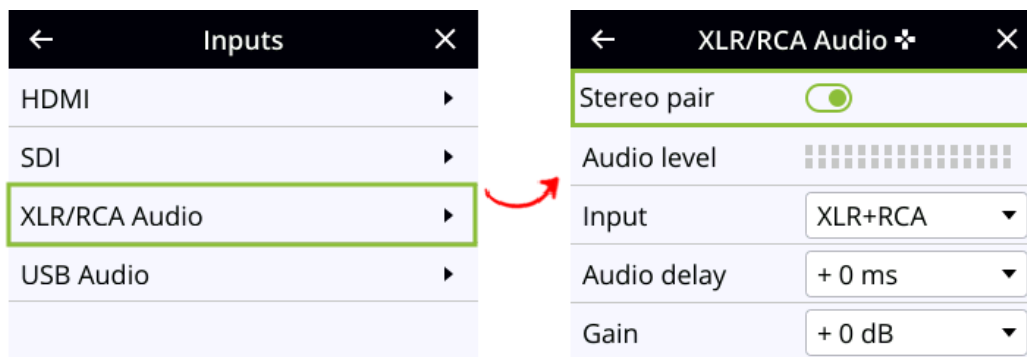 Inputs
HDMI
SDI
XLR/RCA Audio
USB Audio
XLR/RCA Audio
Stereo pair
Audio level
Input XLR+RCA
Audio delay + 0 ms
Gain + 0 dB